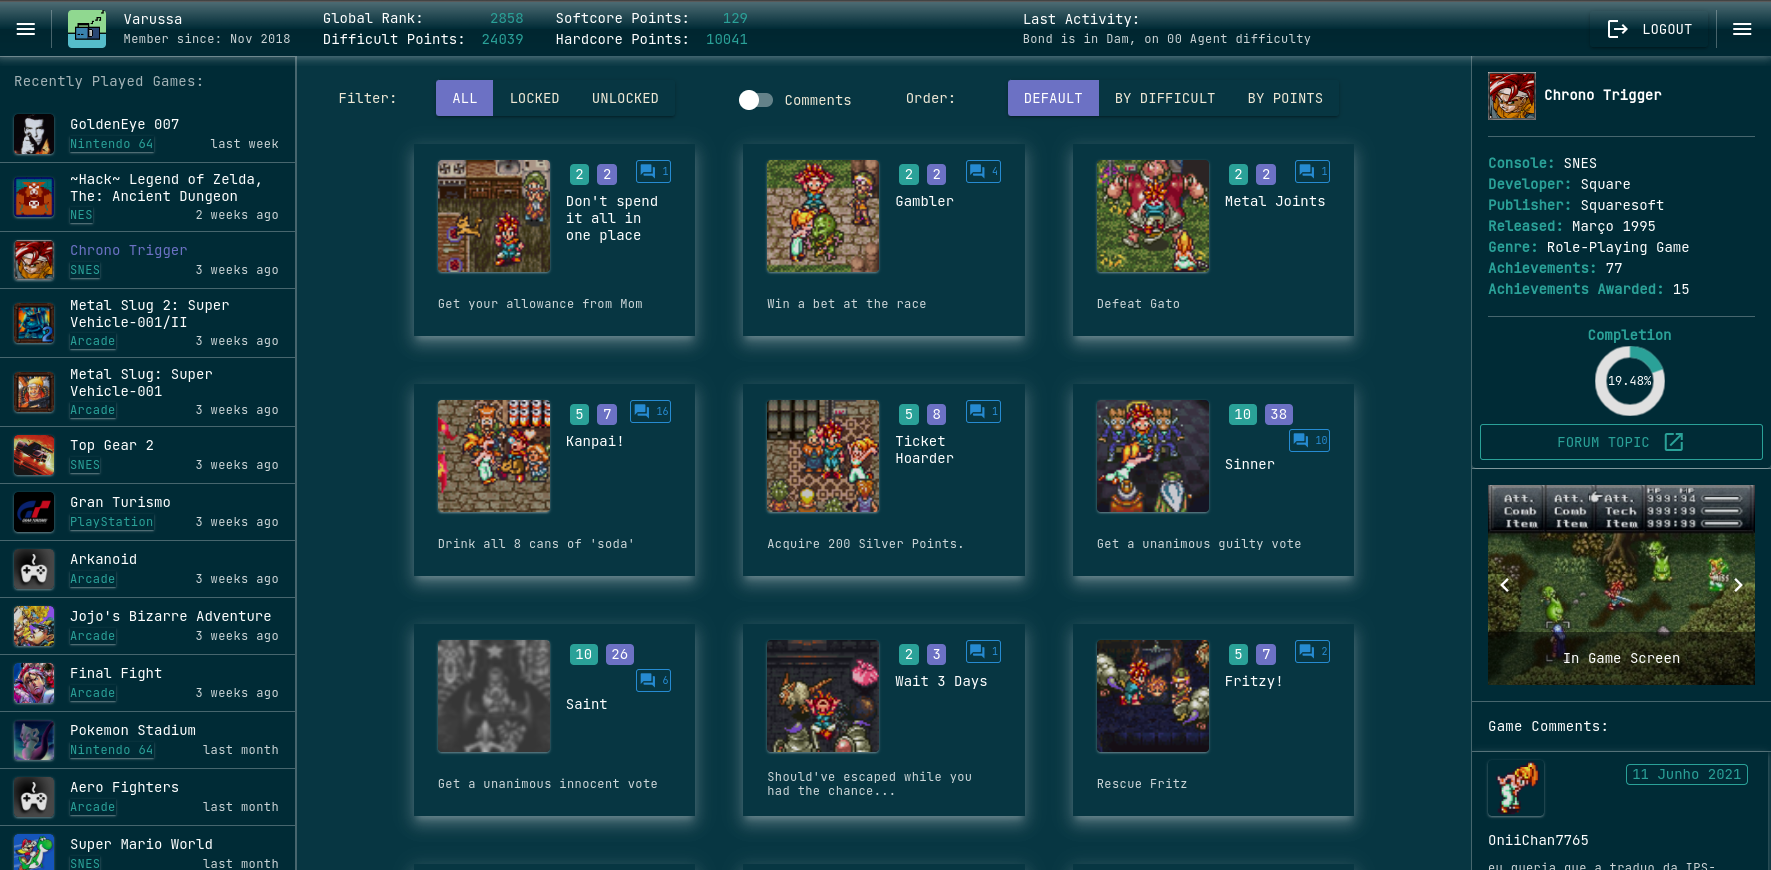 Varussa
Member since: Nov 2018
Global Rank: 2858
Difficult Points: 24039
Softcore Points: 129
Hardcore Points: 10041
Last Activity:
Bond is in Dam, on 00 Agent difficulty
LOGOUT
Recently Played Games:
GoldenEye 007
Nintendo 64 last week
~Hack~ Legend of Zelda,
The: Ancient Dungeon
NES 2 weeks ago
Chrono Trigger
SNES 3 weeks ago
Metal Slug 2: Super
Vehicle-001/II
Arcade 3 weeks ago
Metal Slug: Super
Vehicle-001
Arcade 3 weeks ago
Top Gear 2
SNES 3 weeks ago
Gran Turismo
PlayStation 3 weeks ago
Arkanoid
Arcade 3 weeks ago
Jojo's Bizarre Adventure
Arcade 3 weeks ago
Final Fight
Arcade 3 weeks ago
Pokemon Stadium
Nintendo 64 last month
Aero Fighters
Arcade last month
Super Mario World
SNES last month
Filter: ALL LOCKED UNLOCKED
Comments
Order: DEFAULT BY DIFFICULT BY POINTS
2 2 1
Don't spend
it all in
one place
Get your allowance from Mom
2 2 4
Gambler
Win a bet at the race
2 2 1
Metal Joints
Defeat Gato
5 7 16
Kanpai!
Drink all 8 cans of 'soda'
5 8 1
Ticket
Hoarder
Acquire 200 Silver Points.
10 38
10
Sinner
Get a unanimous guilty vote
10 26
6
Saint
Get a unanimous innocent vote
2 3 1
Wait 3 Days
Should've escaped while you
had the chance...
5 7 2
Fritzy!
Rescue Fritz
Chrono Trigger
Console: SNES
Developer: Square
Publisher: Squaresoft
Released: Março 1995
Genre: Role-Playing Game
Achievements: 77
Achievements Awarded: 15
Completion
19.48%
FORUM TOPIC
HP MP
Att. Att. Att. 999:94
Comb Comb Tech 999:99
Item Item Item 999:99
In Game Screen
Game Comments:
11 Junho 2021
OniiChan7765
eu queria que a traduo da IPS-